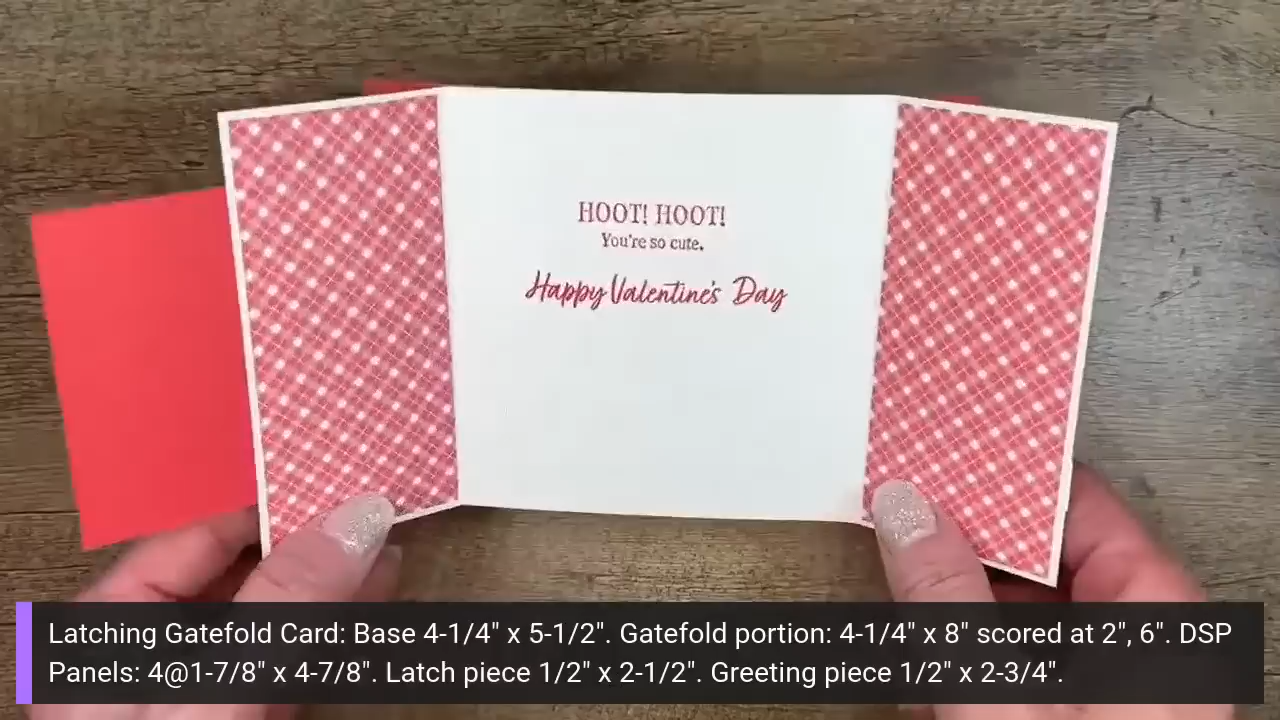 HOOT! HOOT!
You're so cute.
Happy Valentine's Day
Latching Gatefold Card: Base 4-1/4" x 5-1/2". Gatefold portion: 4-1/4" x 8" scored at 2", 6". DSP
Panels: 4@1-7/8" x 4-7/8". Latch piece 1/2" x 2-1/2". Greeting piece 1/2" x 2-3/4".